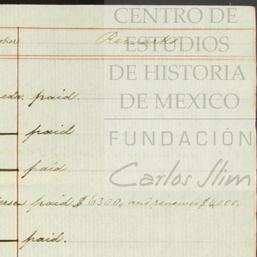 CENTRO DE
ESTUDIOS
DE HISTORIA
DE MEXICO
FUNDACIÓN
Carlos Slim
Remarks
paid.
paid
paid
paid $6300, and remains $4000.
paid.